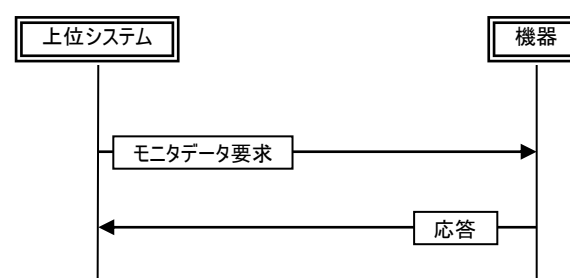 上位システム
機器
モニタデータ要求
応答